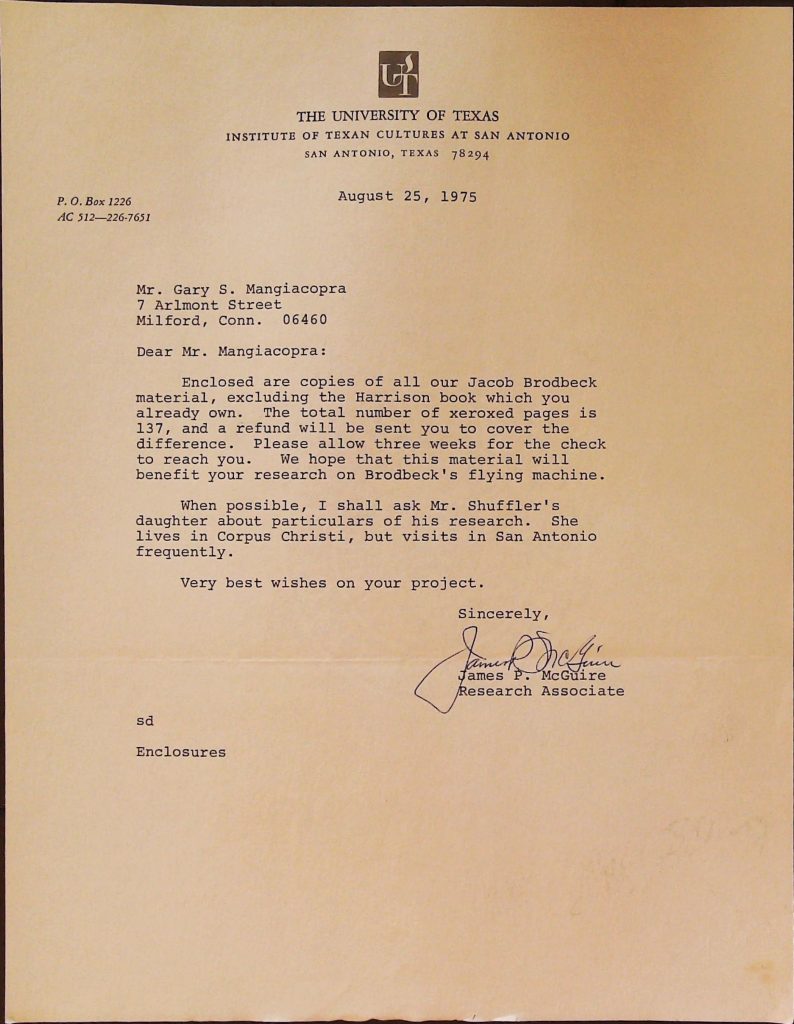 UT
THE UNIVERSITY OF TEXAS
INSTITUTE OF TEXAN CULTURES AT SAN ANTONIO
SAN ANTONIO, TEXAS 78294
August 25, 1975
P. O. Box 1226
AC 512—226-7651
Mr. Gary S. Mangiacopra
7 Arlmont Street
Milford, Conn. 06460
Dear Mr. Mangiacopra:
Enclosed are copies of all our Jacob Brodbeck
material, excluding the Harrison book which you
already own. The total number of xeroxed pages is
137, and a refund will be sent you to cover the
difference. Please allow three weeks for the check
to reach you. We hope that this material will
benefit your research on Brodbeck's flying machine.
When possible, I shall ask Mr. Shuffler's
daughter about particulars of his research. She
lives in Corpus Christi, but visits in San Antonio
frequently.
Very best wishes on your project.
Sincerely,
James P. McGuire
James P. McGuire
Research Associate
sd
Enclosures